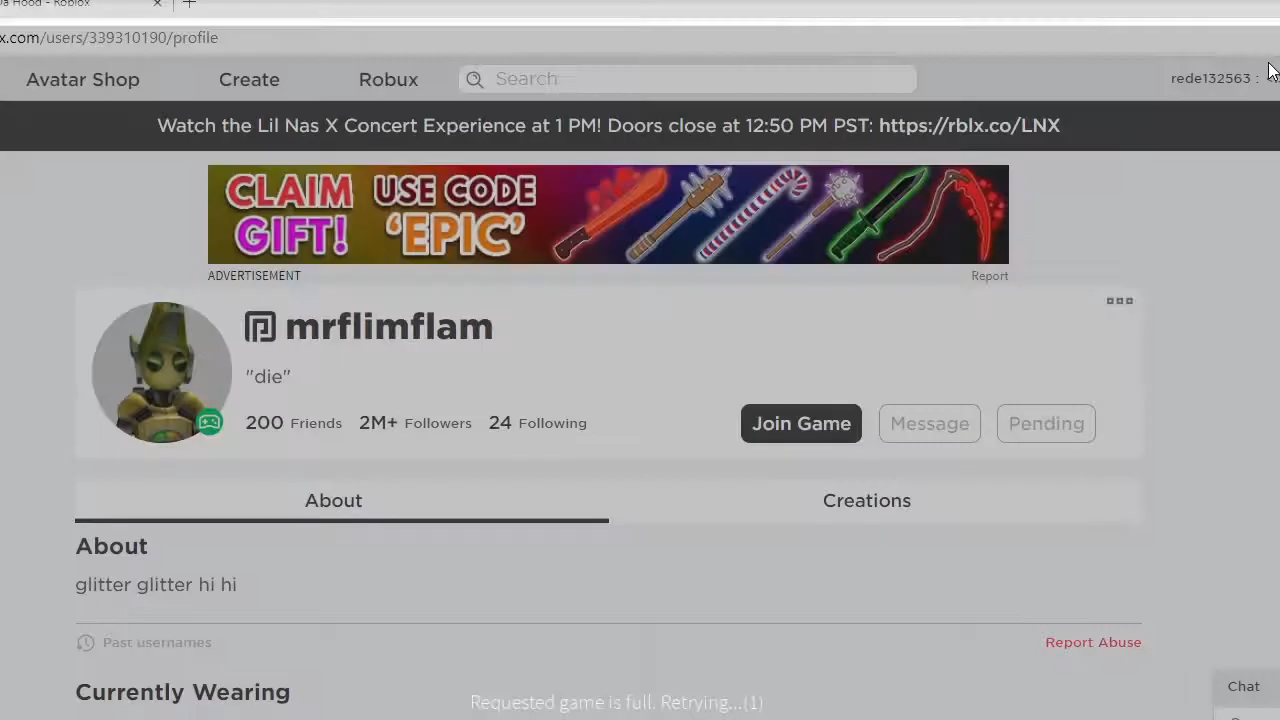 Da Hood - Roblox
x.com/users/339310190/profile
Avatar Shop Create Robux Search rede132563 :
Watch the Lil Nas X Concert Experience at 1 PM! Doors close at 12:50 PM PST: https://rblx.co/LNX
CLAIM USE CODE
GIFT! 'EPIC'
ADVERTISEMENT Report
mrflimflam
"die"
200 Friends 2M+ Followers 24 Following Join Game Message Pending
About Creations
About
glitter glitter hi hi
Past usernames Report Abuse
Currently Wearing
Requested game is full. Retrying...(1)
Chat